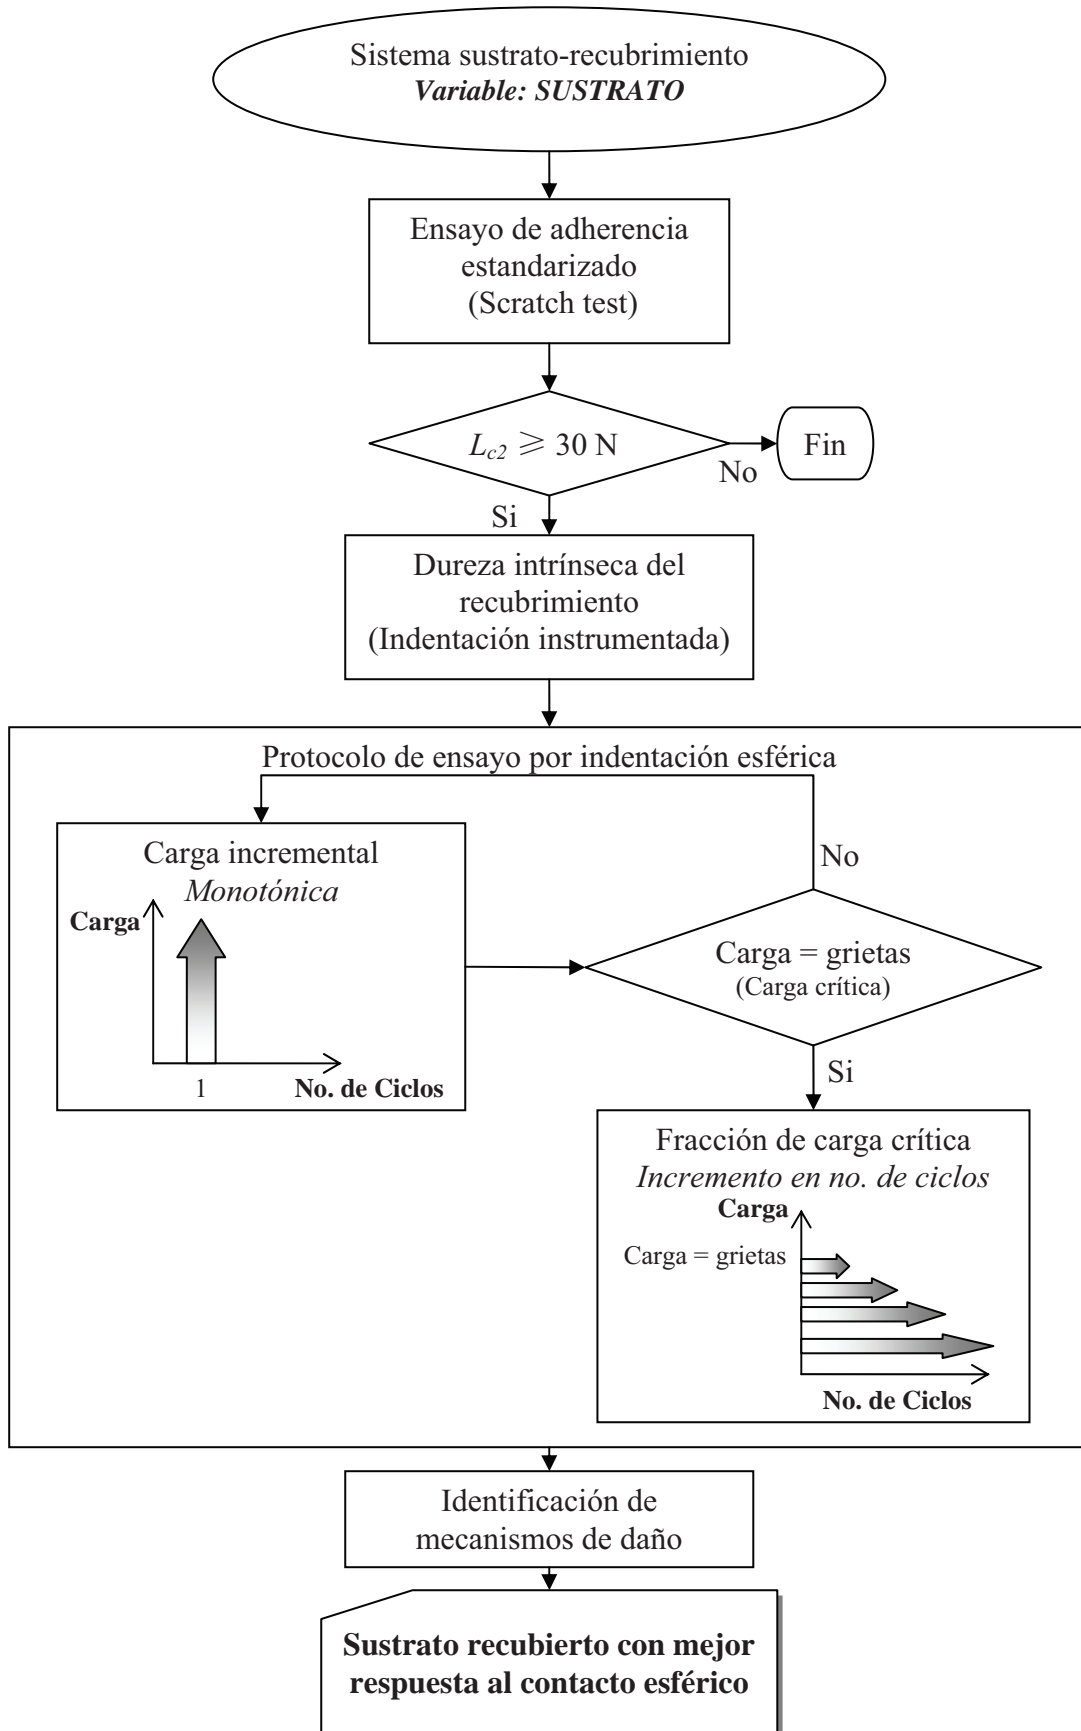 Sistema sustrato-recubrimiento
Variable: SUSTRATO
Ensayo de adherencia
estandarizado
(Scratch test)
Lc2 ≥ 30 N
No
Fin
Si
Dureza intrínseca del
recubrimiento
(Indentación instrumentada)
Protocolo de ensayo por indentación esférica
Carga incremental
Monotónica
Carga
1
No. de Ciclos
No
Carga = grietas
(Carga crítica)
Si
Fracción de carga crítica
Incremento en no. de ciclos
Carga
Carga = grietas
No. de Ciclos
Identificación de
mecanismos de daño
Sustrato recubierto con mejor
respuesta al contacto esférico